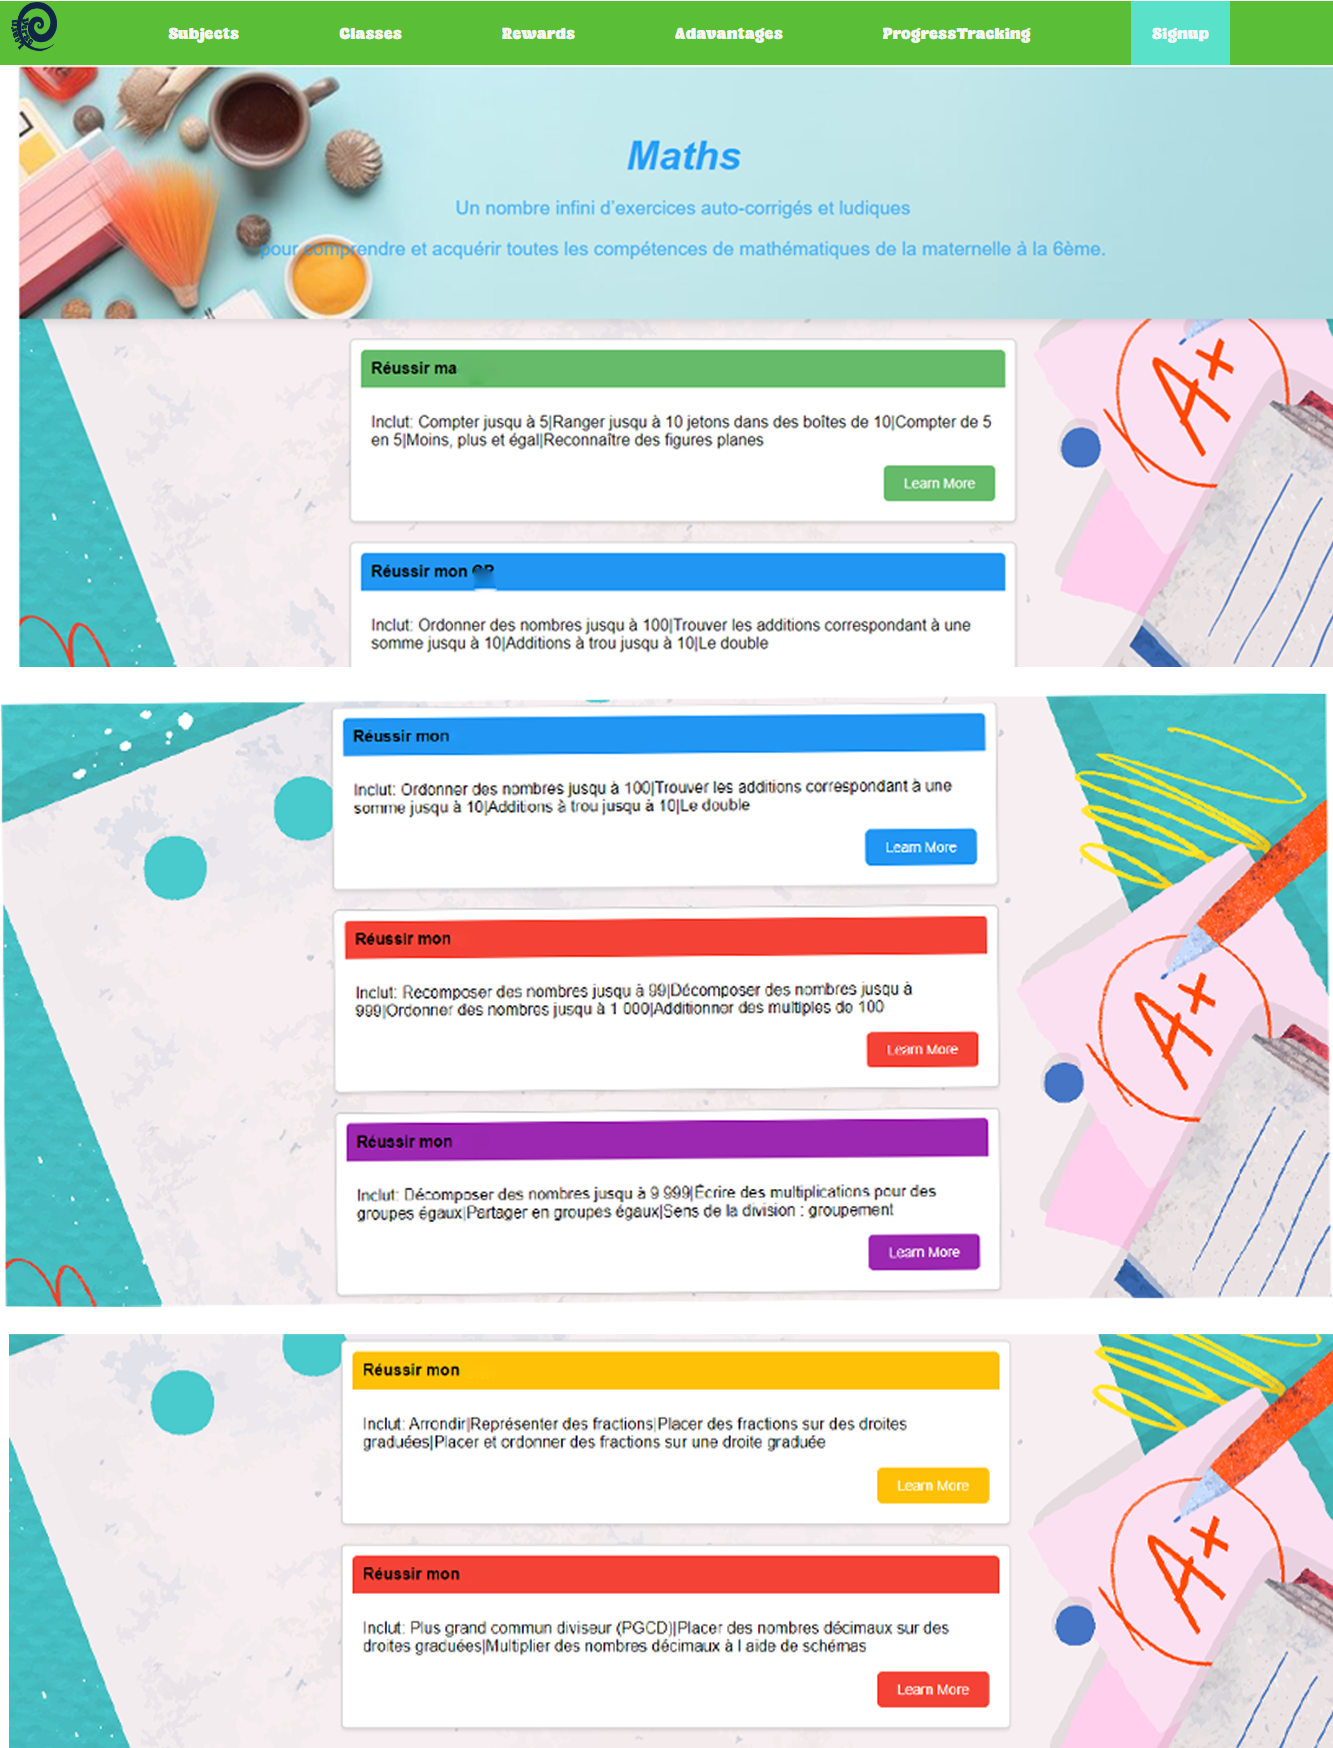 Subjects Classes Rewards Adavantages ProgressTracking Signup
Maths
Un nombre infini d'exercices auto-corrigés et ludiques
pour comprendre et acquérir toutes les compétences de mathématiques de la maternelle à la 6ème.
Réussir ma
Inclut: Compter jusqu à 5|Ranger jusqu à 10 jetons dans des boîtes de 10|Compter de 5
en 5|Moins, plus et égal|Reconnaître des figures planes
Learn More
Réussir mon
Inclut: Ordonner des nombres jusqu à 100|Trouver les additions correspondant à une
somme jusqu à 10|Additions à trou jusqu à 10|Le double
Réussir mon
Inclut: Ordonner des nombres jusqu à 100|Trouver les additions correspondant à une
somme jusqu à 10|Additions à trou jusqu à 10|Le double
Learn More
A+
Réussir mon
Inclut: Recomposer des nombres jusqu à 99|Décomposer des nombres jusqu à
999|Ordonner des nombres jusqu à 1 000|Additionner des multiples de 100
Learn More
A+
Réussir mon
Inclut: Décomposer des nombres jusqu à 9 999|Écrire des multiplications pour des
groupes égaux|Partager en groupes égaux|Sens de la division : groupement
Learn More
Réussir mon
Inclut: Arrondir|Représenter des fractions|Placer des fractions sur des droites
graduées|Placer et ordonner des fractions sur une droite graduée
Learn More
A+
Réussir mon
Inclut: Plus grand commun diviseur (PGCD)|Placer des nombres décimaux sur des
droites graduées|Multiplier des nombres décimaux à l aide de schémas
Learn More